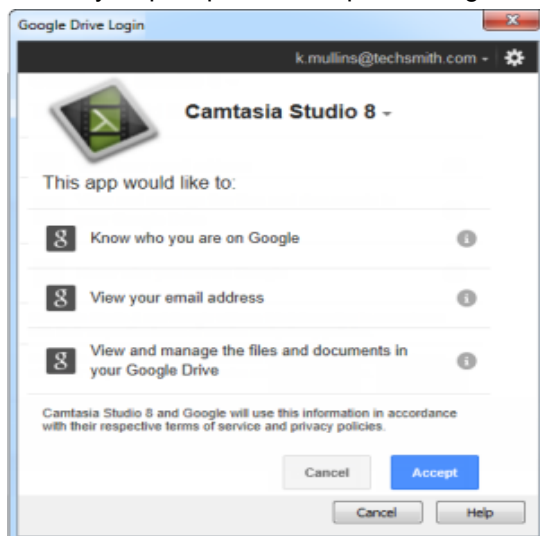 Google Drive Login
k.mullins@techsmith.com
Camtasia Studio 8
This app would like to:
Know who you are on Google
View your email address
View and manage the files and documents in
your Google Drive
Camtasia Studio 8 and Google will use this information in accordance
with their respective terms of service and privacy policies.
Cancel Accept
Cancel Help